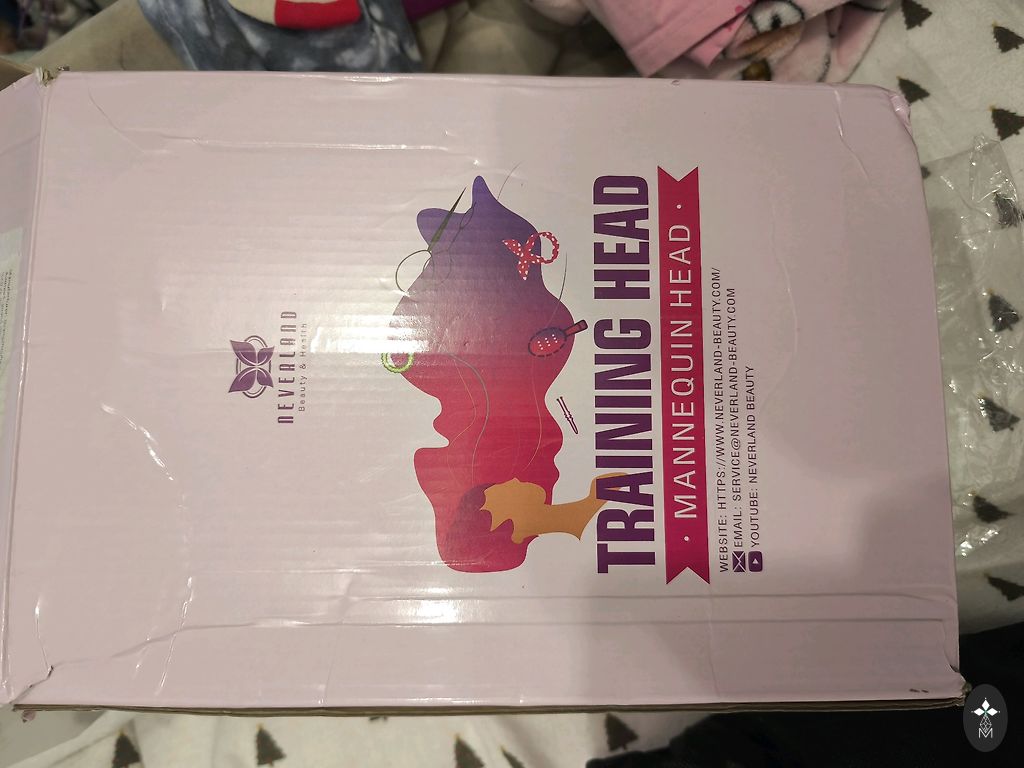 NEVERLAND
Beauty & Health
TRAINING HEAD
· MANNEQUIN HEAD ·
WEBSITE: HTTPS://WWW.NEVERLAND-BEAUTY.COM/
EMAIL: SERVICE@NEVERLAND-BEAUTY.COM
YOUTUBE: NEVERLAND BEAUTY
M